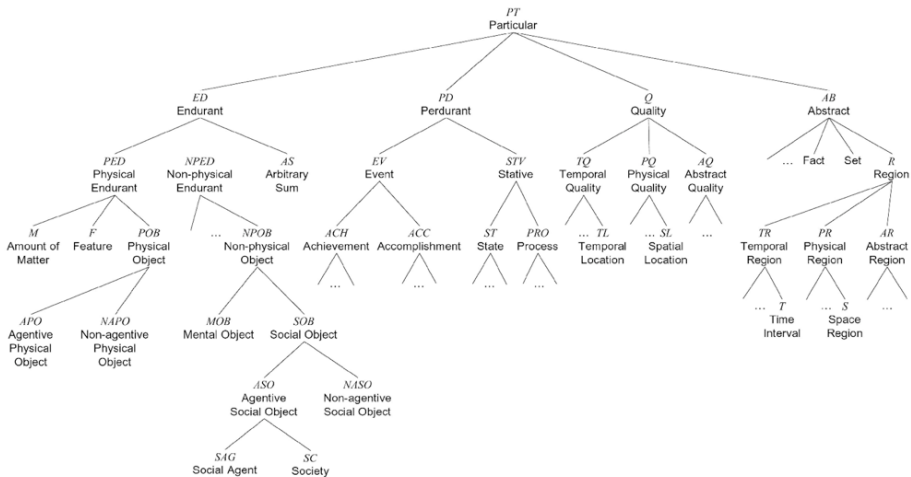 PT
Particular
ED
Endurant
PD
Perdurant
Q
Quality
AB
Abstract
PED
Physical
Endurant
NPED
Non-physical
Endurant
AS
Arbitrary
Sum
EV
Event
STV
Stative
TQ
Temporal
Quality
PQ
Physical
Quality
AQ
Abstract
Quality
... Fact Set
R
Region
M
Amount of
Matter
F
Feature
POB
Physical
Object
...
NPOB
Non-physical
Object
ACH
Achievement
...
ACC
Accomplishment
...
ST
State
...
PRO
Process
...
... TL
Temporal
Location
... SL
Spatial
Location
...
TR
Temporal
Region
PR
Physical
Region
AR
Abstract
Region
... T
Time
Interval
... S
Space
Region
...
APO
Agentive
Physical
Object
NAPO
Non-agentive
Physical
Object
MOB
Mental Object
SOB
Social Object
ASO
Agentive
Social Object
NASO
Non-agentive
Social Object
SAG
Social Agent
SC
Society